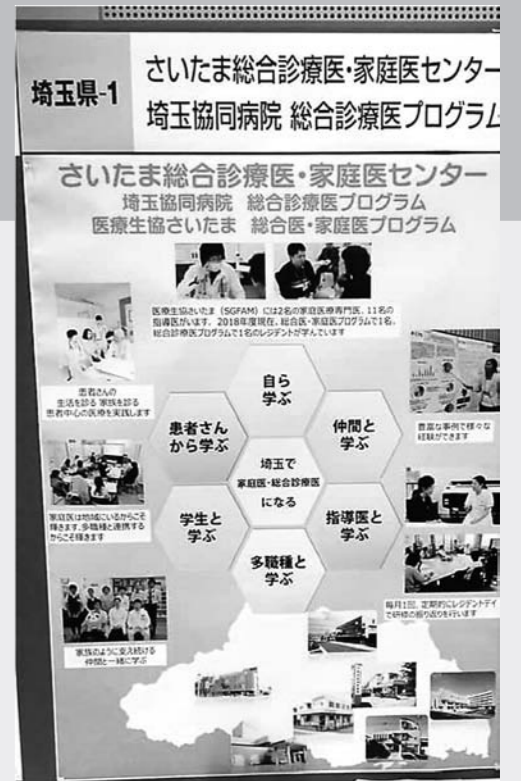 埼玉県-1
さいたま総合診療医・家庭医センター
埼玉協同病院 総合診療医プログラム
さいたま総合診療医・家庭医センター
埼玉協同病院 総合診療医プログラム
医療生協さいたま 総合医・家庭医プログラム
医療生協さいたま（SGFAM）には2名の家庭医療専門医、11名の
指導医がいます。2018年度現在、総合医・家庭医プログラムで1名、
総合診療医プログラムで1名のレジデントが学んでいます
患者さんの
生活を診る 家族を診る
患者中心の医療を実践します
自ら
学ぶ
患者さん
から学ぶ
仲間と
学ぶ
豊富な事例で様々な
経験ができます
埼玉で
家庭医・総合診療医
になる
家庭医は地域にいるからこそ
輝きます、多職種と連携する
からこそ輝きます
学生と
学ぶ
指導医と
学ぶ
多職種と
学ぶ
毎月1回、定期的にレジデントデイ
で研修の振り返りを行います
家族のように支え続ける
仲間と一緒に学ぶ